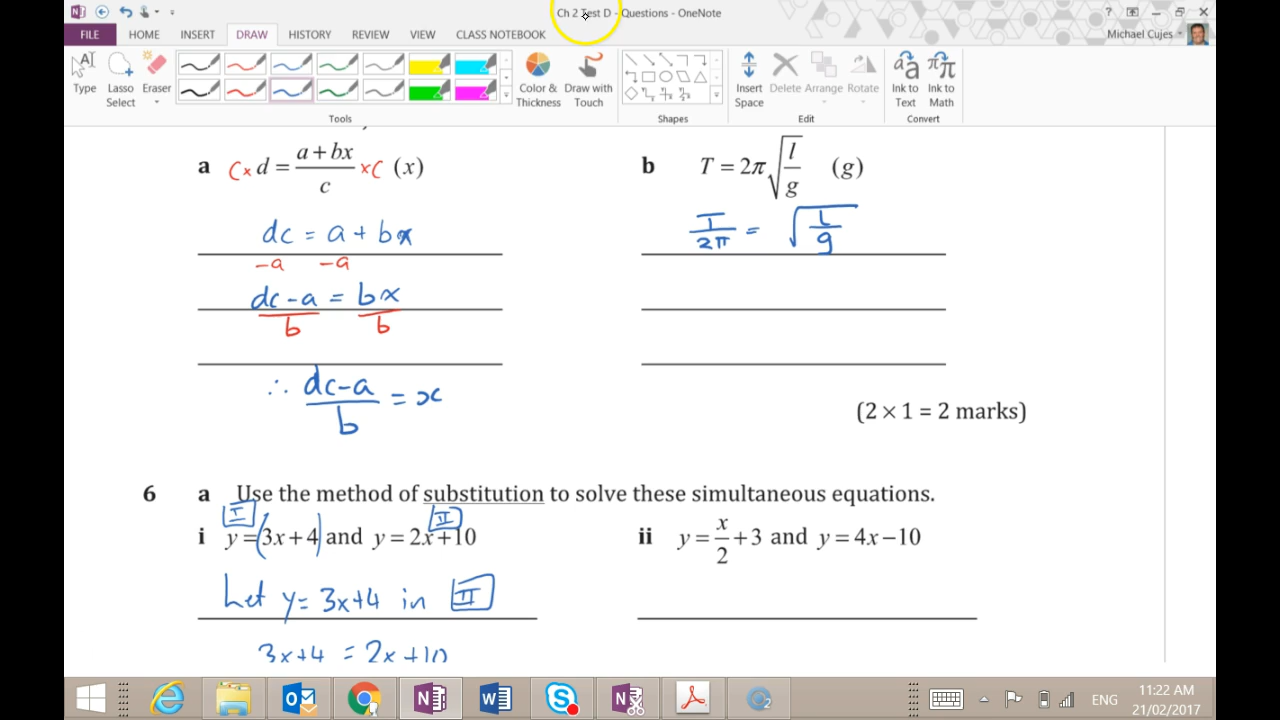 Ch 2 Test D - Questions - OneNote
FILE HOME INSERT DRAW HISTORY REVIEW VIEW CLASS NOTEBOOK
Michael Cujes
Type Lasso Select Eraser
Color & Thickness Draw with Touch
Insert Space Delete Arrange Rotate
Ink to Text Ink to Math
Tools Shapes Edit Convert
a C× d = (a + bx)/c ×C (x)
dc = a + bx
-a -a
dc - a = bx
b b
∴ (dc-a)/b = x
b T = 2π√(l/g) (g)
T/2π = √(L/g)
(2 × 1 = 2 marks)
6 a Use the method of substitution to solve these simultaneous equations.
I II
i y = (3x + 4) and y = 2x + 10
Let y = 3x+4 in II
3x+4 = 2x+10
ii y = x/2 + 3 and y = 4x − 10
ENG 11:22 AM
21/02/2017